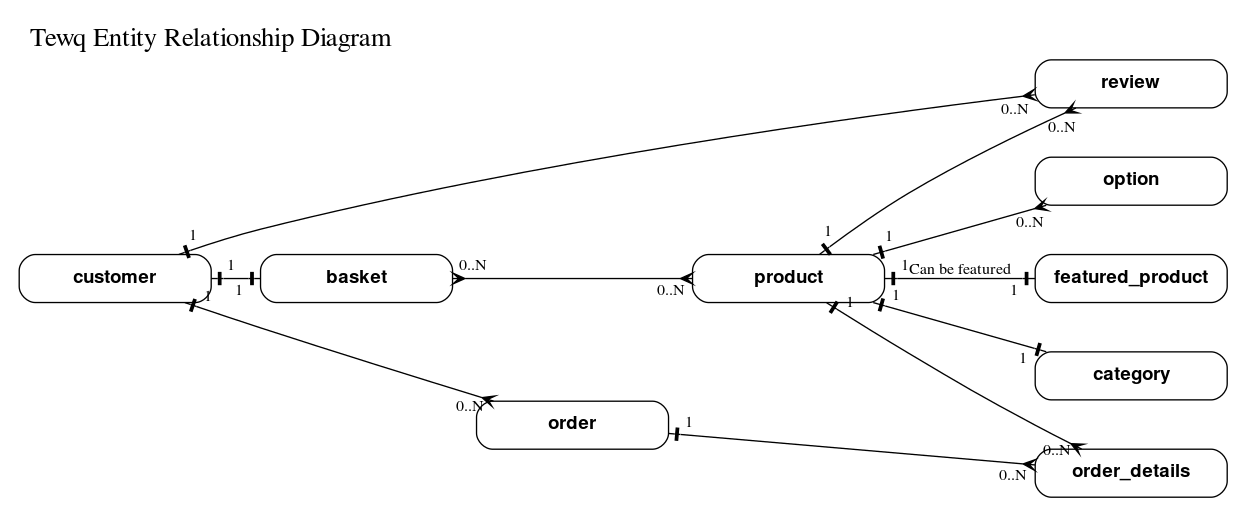 Tewq Entity Relationship Diagram
review
0..N
0..N
option
1
1
1
0..N
customer
1
1
basket
0..N
0..N
product
1
Can be featured
1
featured_product
1
1
1
1
category
0..N
order
1
0..N
0..N
order_details